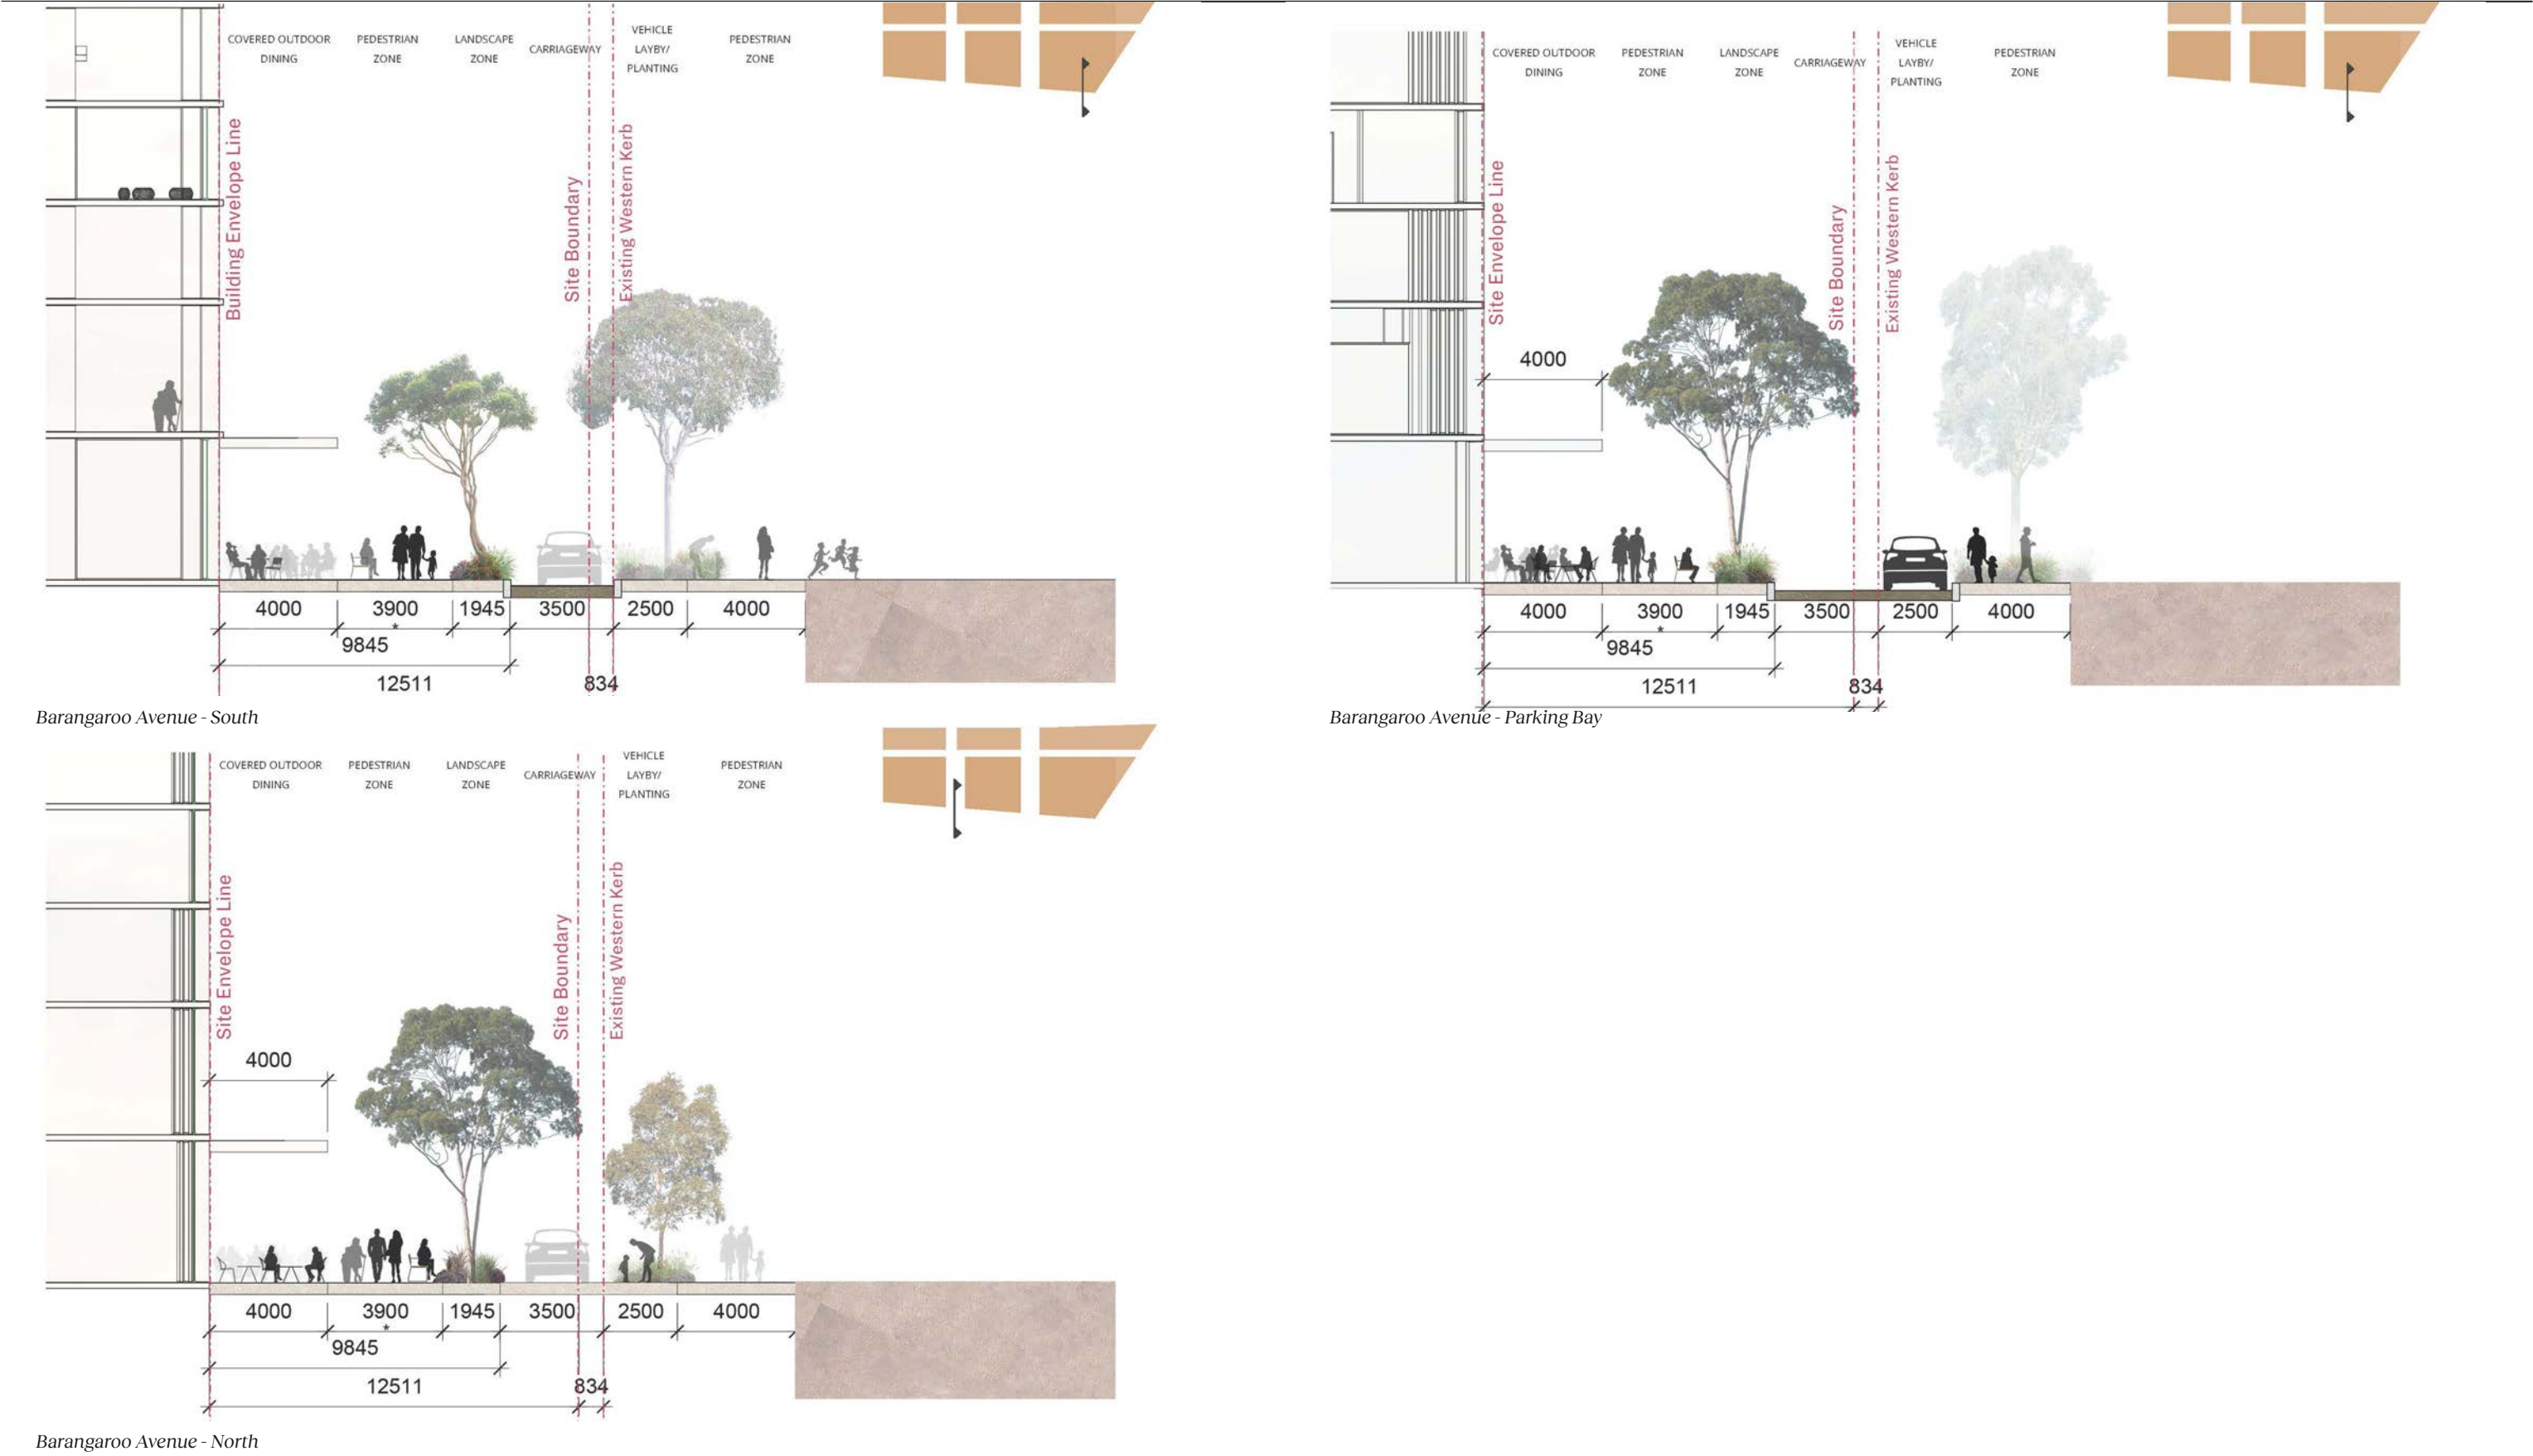 COVERED OUTDOOR
DINING
PEDESTRIAN
ZONE
LANDSCAPE
ZONE
CARRIAGEWAY
VEHICLE
LAYBY/
PLANTING
PEDESTRIAN
ZONE
Building Envelope Line
Site Boundary
Existing Western Kerb
4000
3900
1945
3500
2500
4000
*
9845
12511
834
Barangaroo Avenue - South
COVERED OUTDOOR
DINING
PEDESTRIAN
ZONE
LANDSCAPE
ZONE
CARRIAGEWAY
VEHICLE
LAYBY/
PLANTING
PEDESTRIAN
ZONE
Site Envelope Line
Site Boundary
Existing Western Kerb
4000
4000
3900
1945
3500
2500
4000
*
9845
12511
834
Barangaroo Avenue - Parking Bay
COVERED OUTDOOR
DINING
PEDESTRIAN
ZONE
LANDSCAPE
ZONE
CARRIAGEWAY
VEHICLE
LAYBY/
PLANTING
PEDESTRIAN
ZONE
Site Envelope Line
Site Boundary
Existing Western Kerb
4000
4000
3900
1945
3500
2500
4000
*
9845
12511
834
Barangaroo Avenue - North